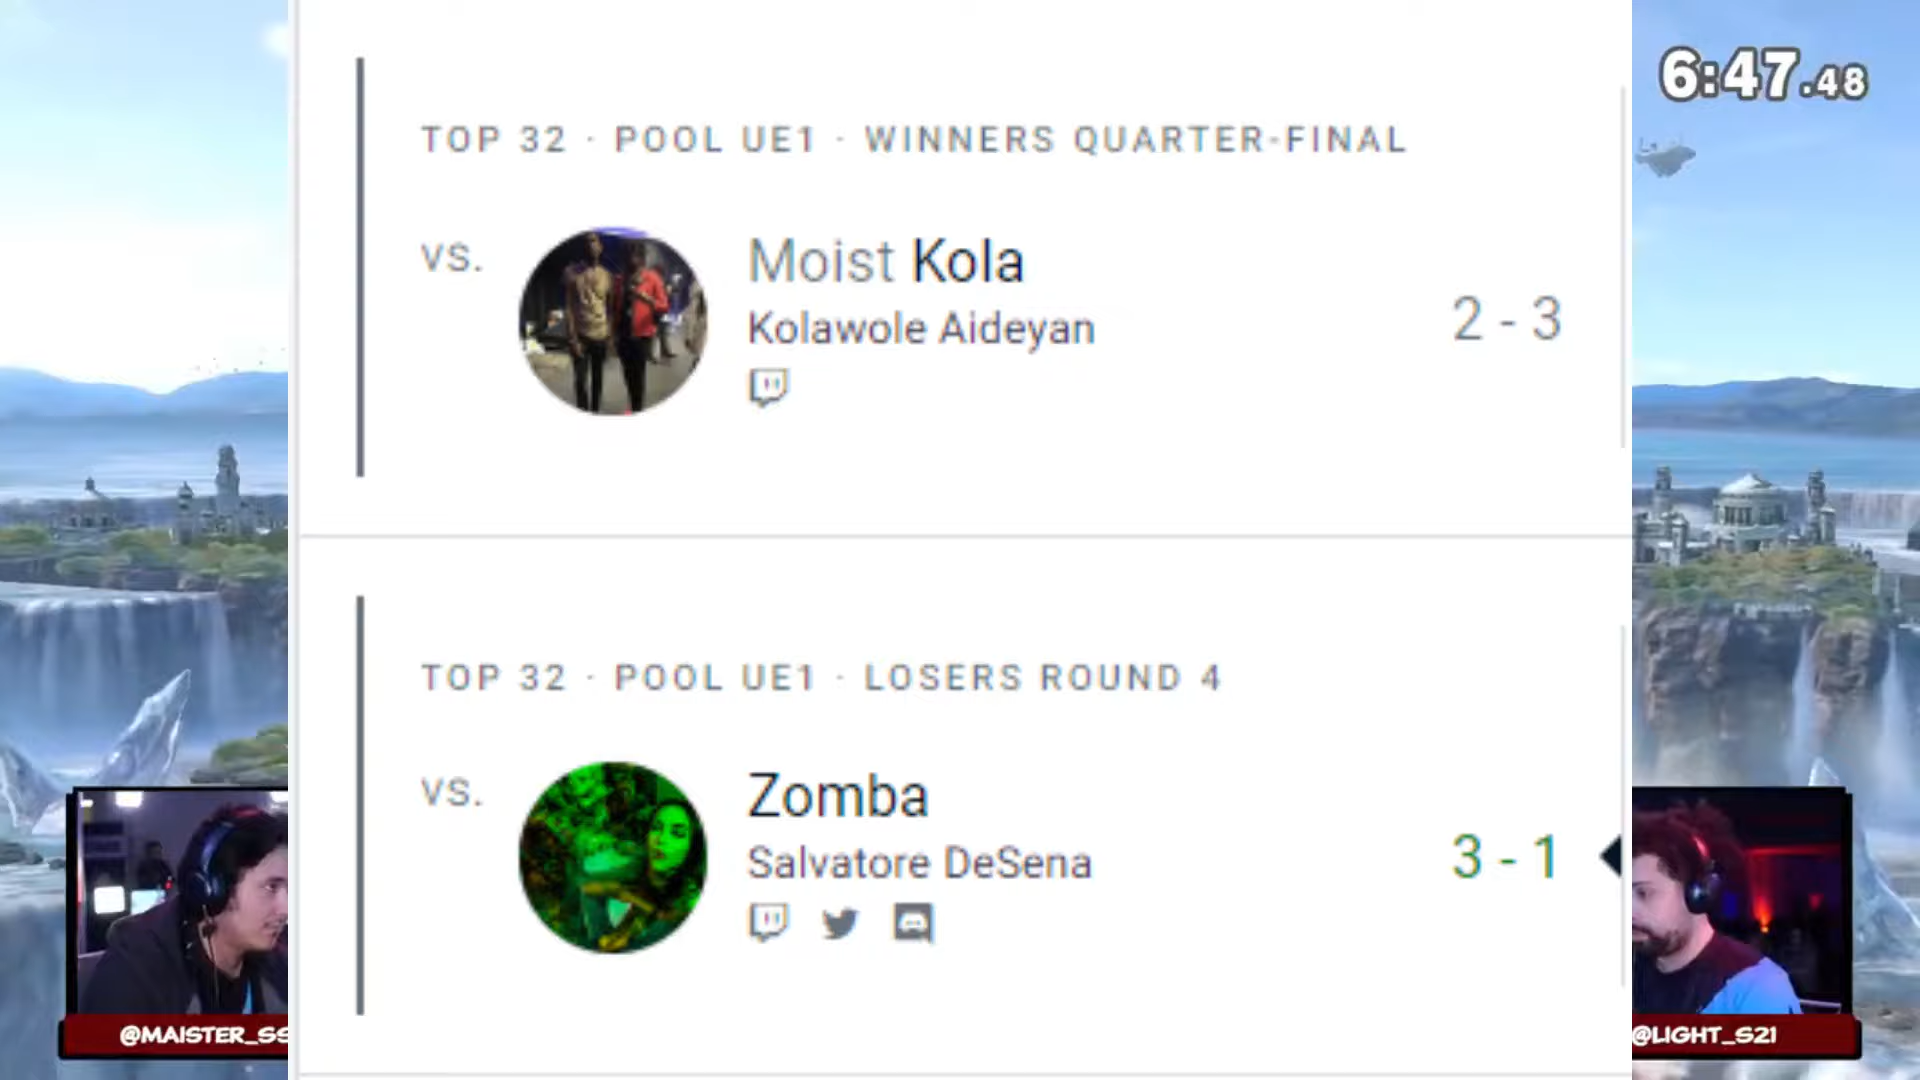 6:47.48
TOP 32 · POOL UE1 · WINNERS QUARTER-FINAL
VS.
Moist Kola
Kolawole Aideyan
2 - 3
TOP 32 · POOL UE1 · LOSERS ROUND 4
VS.
Zomba
Salvatore DeSena
3 - 1
@MAISTER_SS
@LIGHT_S21